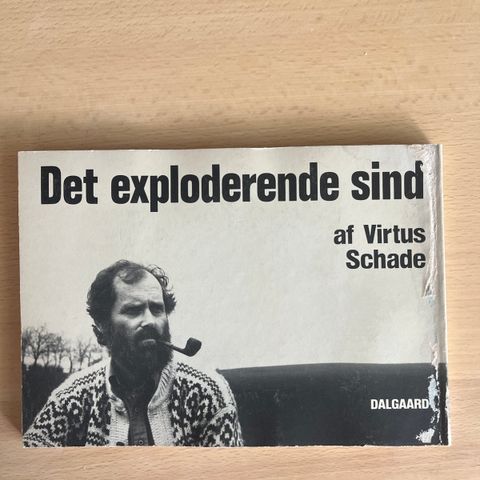 Det exploderende sind
af Virtus
Schade
DALGAARD